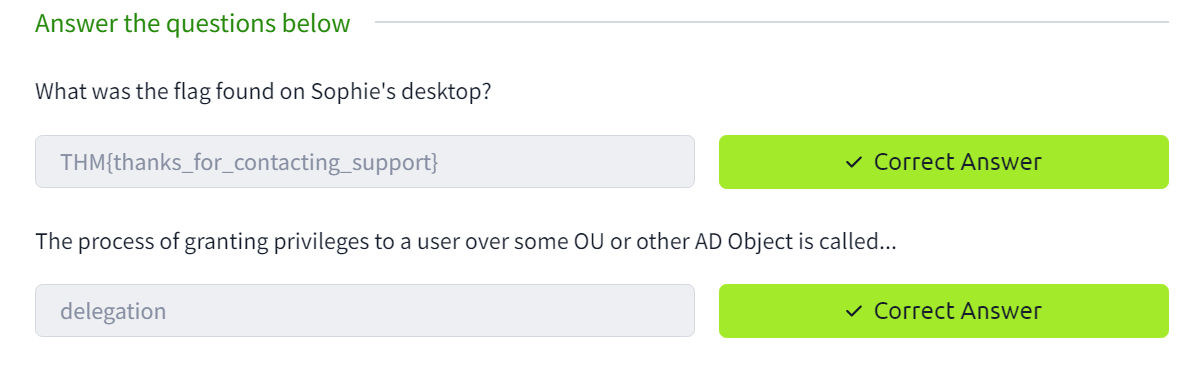 Answer the questions below
What was the flag found on Sophie's desktop?
THM{thanks_for_contacting_support}
✓ Correct Answer
The process of granting privileges to a user over some OU or other AD Object is called...
delegation
✓ Correct Answer